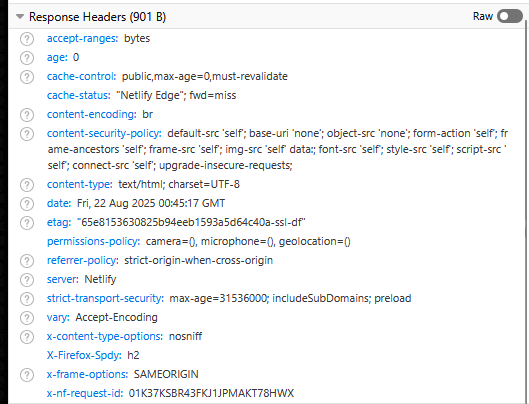 Response Headers (901 B)
Raw
accept-ranges: bytes
age: 0
cache-control: public,max-age=0,must-revalidate
cache-status: "Netlify Edge"; fwd=miss
content-encoding: br
content-security-policy: default-src 'self'; base-uri 'none'; object-src 'none'; form-action 'self'; fr
ame-ancestors 'self'; frame-src 'self'; img-src 'self' data:; font-src 'self'; style-src 'self'; script-src '
self'; connect-src 'self'; upgrade-insecure-requests;
content-type: text/html; charset=UTF-8
date: Fri, 22 Aug 2025 00:45:17 GMT
etag: "65e8153630825b94eeb1593a5d64c40a-ssl-df"
permissions-policy: camera=(), microphone=(), geolocation=()
referrer-policy: strict-origin-when-cross-origin
server: Netlify
strict-transport-security: max-age=31536000; includeSubDomains; preload
vary: Accept-Encoding
x-content-type-options: nosniff
X-Firefox-Spdy: h2
x-frame-options: SAMEORIGIN
x-nf-request-id: 01K37KSBR43FKJ1JPMAKT78HWX